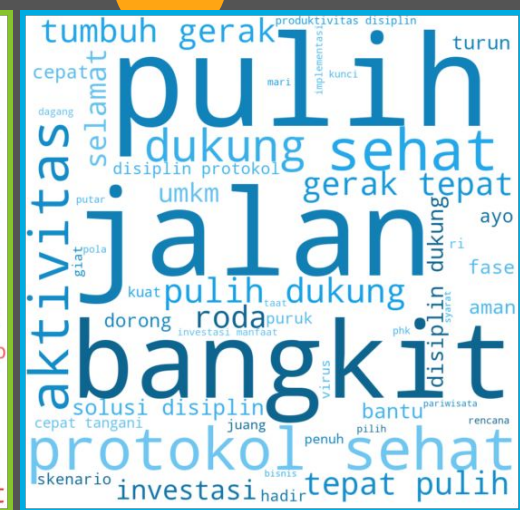 produktivitas disiplin
tumbuh gerak
turun
cepat
selamat
pulih
mari
implementasi
kunci
dagang
dukung sehat
disiplin protokol
gerak tepat
umkm
putar
aktivitas
jalan
ayo
disiplin dukung
ri
pola
giat
fase
kuat
pulih dukung
taat
syarat
aman
dorong
roda
puruk
investasi manfaat
phk
bangkit
virus
solusi disiplin
bantu
pariwisata
cepat tangani
juang
pilih
rencana
protokol sehat
penuh
skenario
bisnis
investasi
hadir
tepat pulih